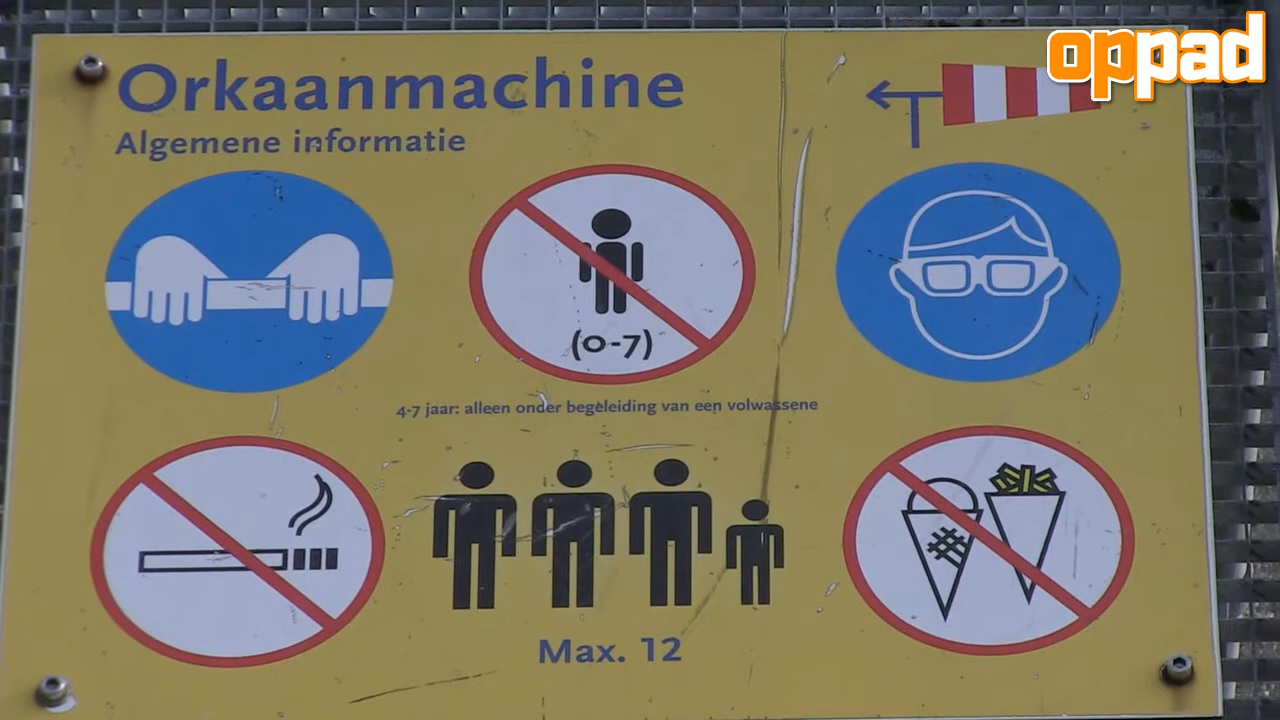 oppad
Orkaanmachine
Algemene informatie
(0-7)
4-7 jaar: alleen onder begeleiding van een volwassene
Max. 12